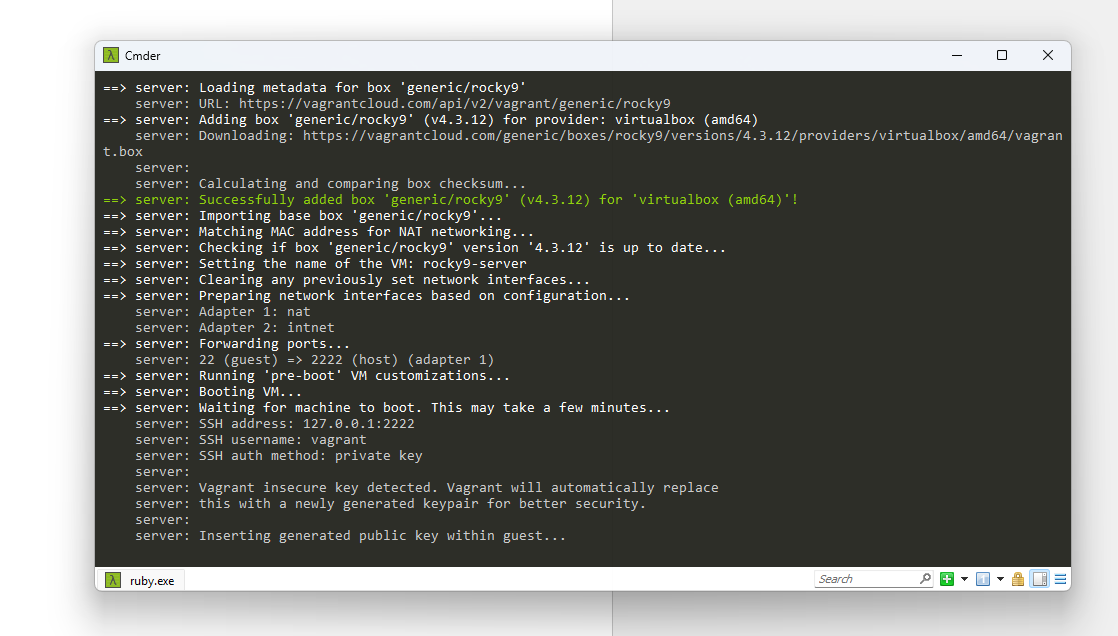 Cmder
==> server: Loading metadata for box 'generic/rocky9'
    server: URL: https://vagrantcloud.com/api/v2/vagrant/generic/rocky9
==> server: Adding box 'generic/rocky9' (v4.3.12) for provider: virtualbox (amd64)
    server: Downloading: https://vagrantcloud.com/generic/boxes/rocky9/versions/4.3.12/providers/virtualbox/amd64/vagran
t.box
    server:
    server: Calculating and comparing box checksum...
==> server: Successfully added box 'generic/rocky9' (v4.3.12) for 'virtualbox (amd64)'!
==> server: Importing base box 'generic/rocky9'...
==> server: Matching MAC address for NAT networking...
==> server: Checking if box 'generic/rocky9' version '4.3.12' is up to date...
==> server: Setting the name of the VM: rocky9-server
==> server: Clearing any previously set network interfaces...
==> server: Preparing network interfaces based on configuration...
    server: Adapter 1: nat
    server: Adapter 2: intnet
==> server: Forwarding ports...
    server: 22 (guest) => 2222 (host) (adapter 1)
==> server: Running 'pre-boot' VM customizations...
==> server: Booting VM...
==> server: Waiting for machine to boot. This may take a few minutes...
    server: SSH address: 127.0.0.1:2222
    server: SSH username: vagrant
    server: SSH auth method: private key
    server:
    server: Vagrant insecure key detected. Vagrant will automatically replace
    server: this with a newly generated keypair for better security.
    server:
    server: Inserting generated public key within guest...
λ ruby.exe
Search